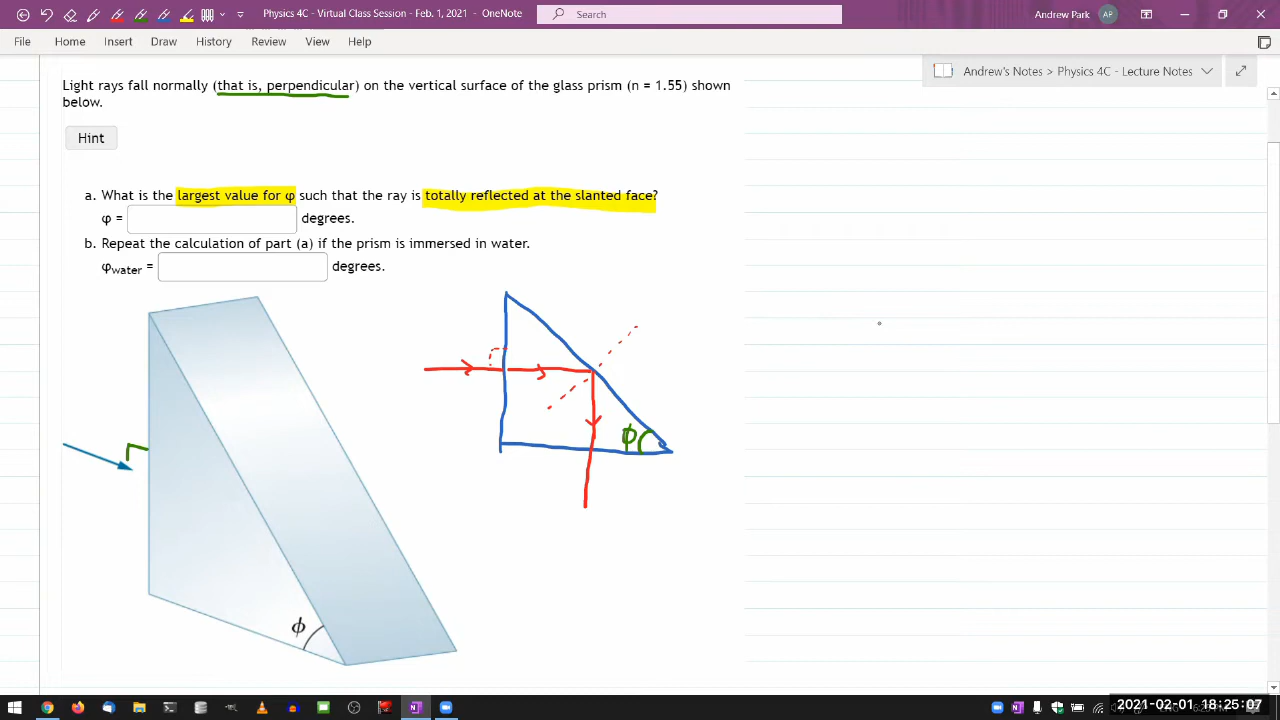 Physics 4C - Virtual Class Session - Feb. 1, 2021 - OneNote
Search
Andrew Park
AP
File
Home
Insert
Draw
History
Review
View
Help
Andrew's Notes > Physics 4C - Lecture Notes
Light rays fall normally (that is, perpendicular) on the vertical surface of the glass prism (n = 1.55) shown
below.
Hint
a. What is the largest value for φ such that the ray is totally reflected at the slanted face?
φ =
degrees.
b. Repeat the calculation of part (a) if the prism is immersed in water.
φwater =
degrees.
ϕ
ϕ
2021-02-01 18:25:07